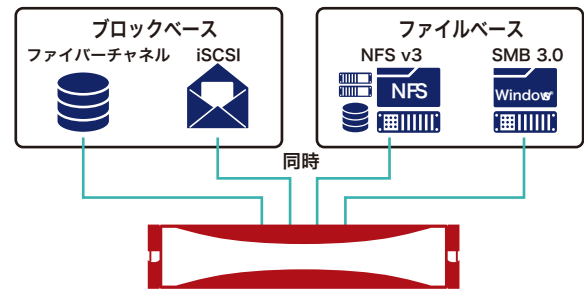 ブロックベース
ファイバーチャネル iSCSI
ファイルベース
NFS v3 SMB 3.0
NFS
Windows
同時